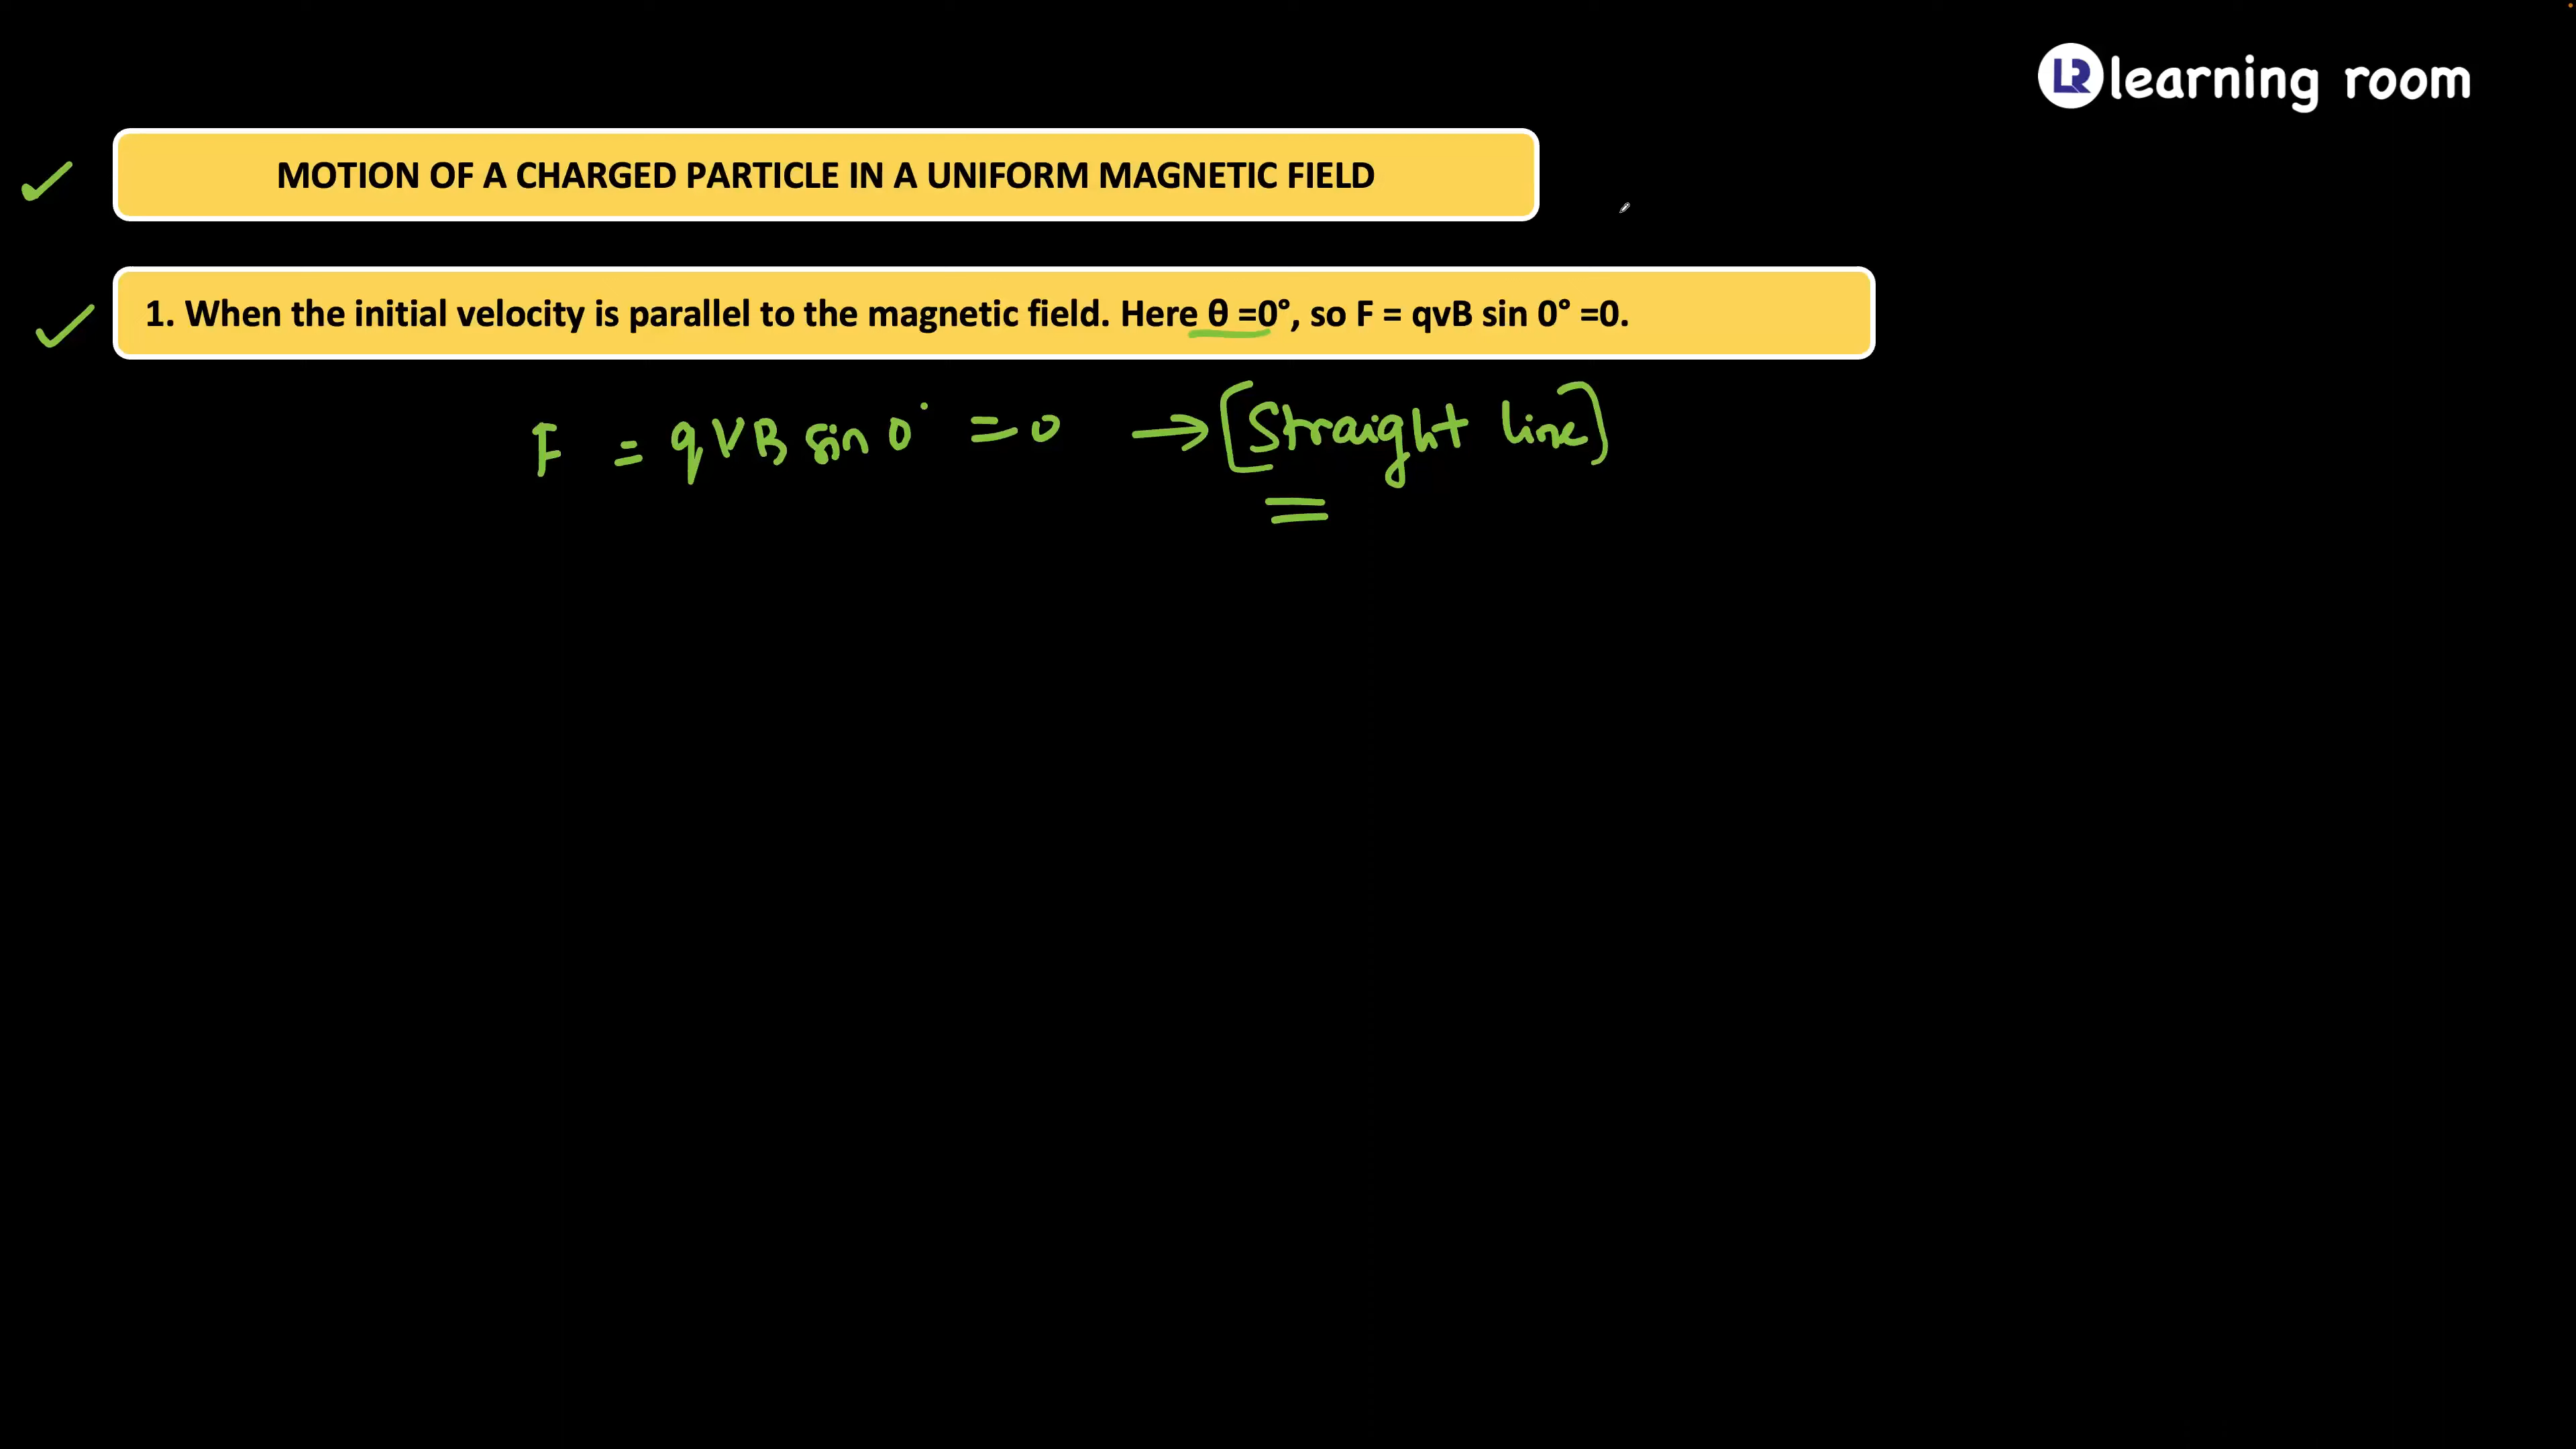 LR learning room
MOTION OF A CHARGED PARTICLE IN A UNIFORM MAGNETIC FIELD
1. When the initial velocity is parallel to the magnetic field. Here θ =0°, so F = qvB sin 0° =0.
F = qVB sin 0° = 0 → [Straight line]